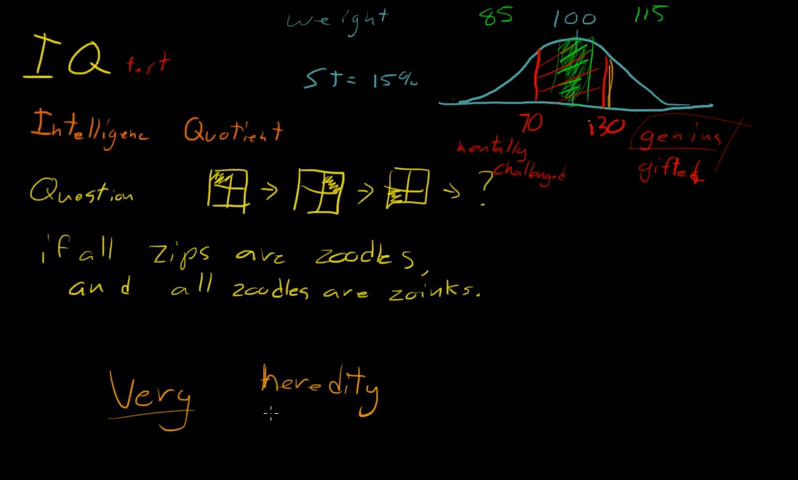 weight
85 100 115
IQ test
ST = 15%
70 130 genius
Intelligenc Quotient
mentally challenged
gifted
Question → → → ?
if all zips are zoodles,
and all zoodles are zoinks.
Very heredity